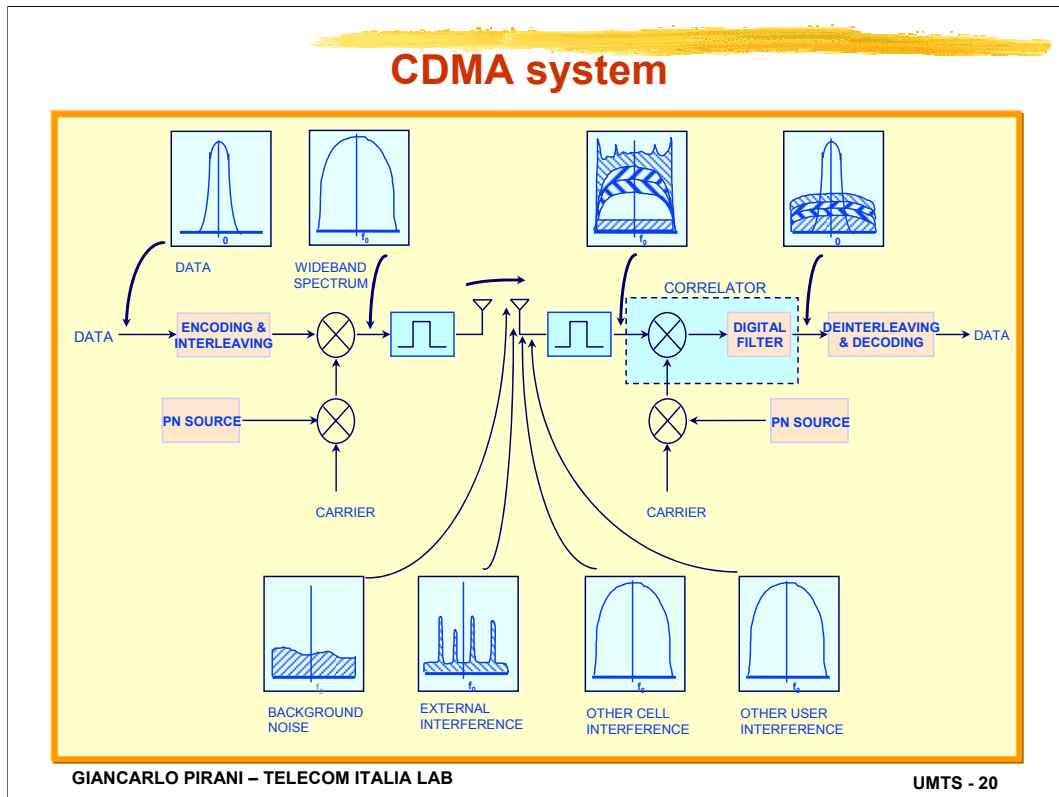 CDMA system
0
f₀
f₀
0
DATA
WIDEBAND
SPECTRUM
CORRELATOR
DATA
ENCODING &
INTERLEAVING
DIGITAL
FILTER
DEINTERLEAVING
& DECODING
DATA
PN SOURCE
PN SOURCE
CARRIER
CARRIER
f₀
f₀
f₀
f₀
BACKGROUND
NOISE
EXTERNAL
INTERFERENCE
OTHER CELL
INTERFERENCE
OTHER USER
INTERFERENCE
GIANCARLO PIRANI – TELECOM ITALIA LAB
UMTS - 20